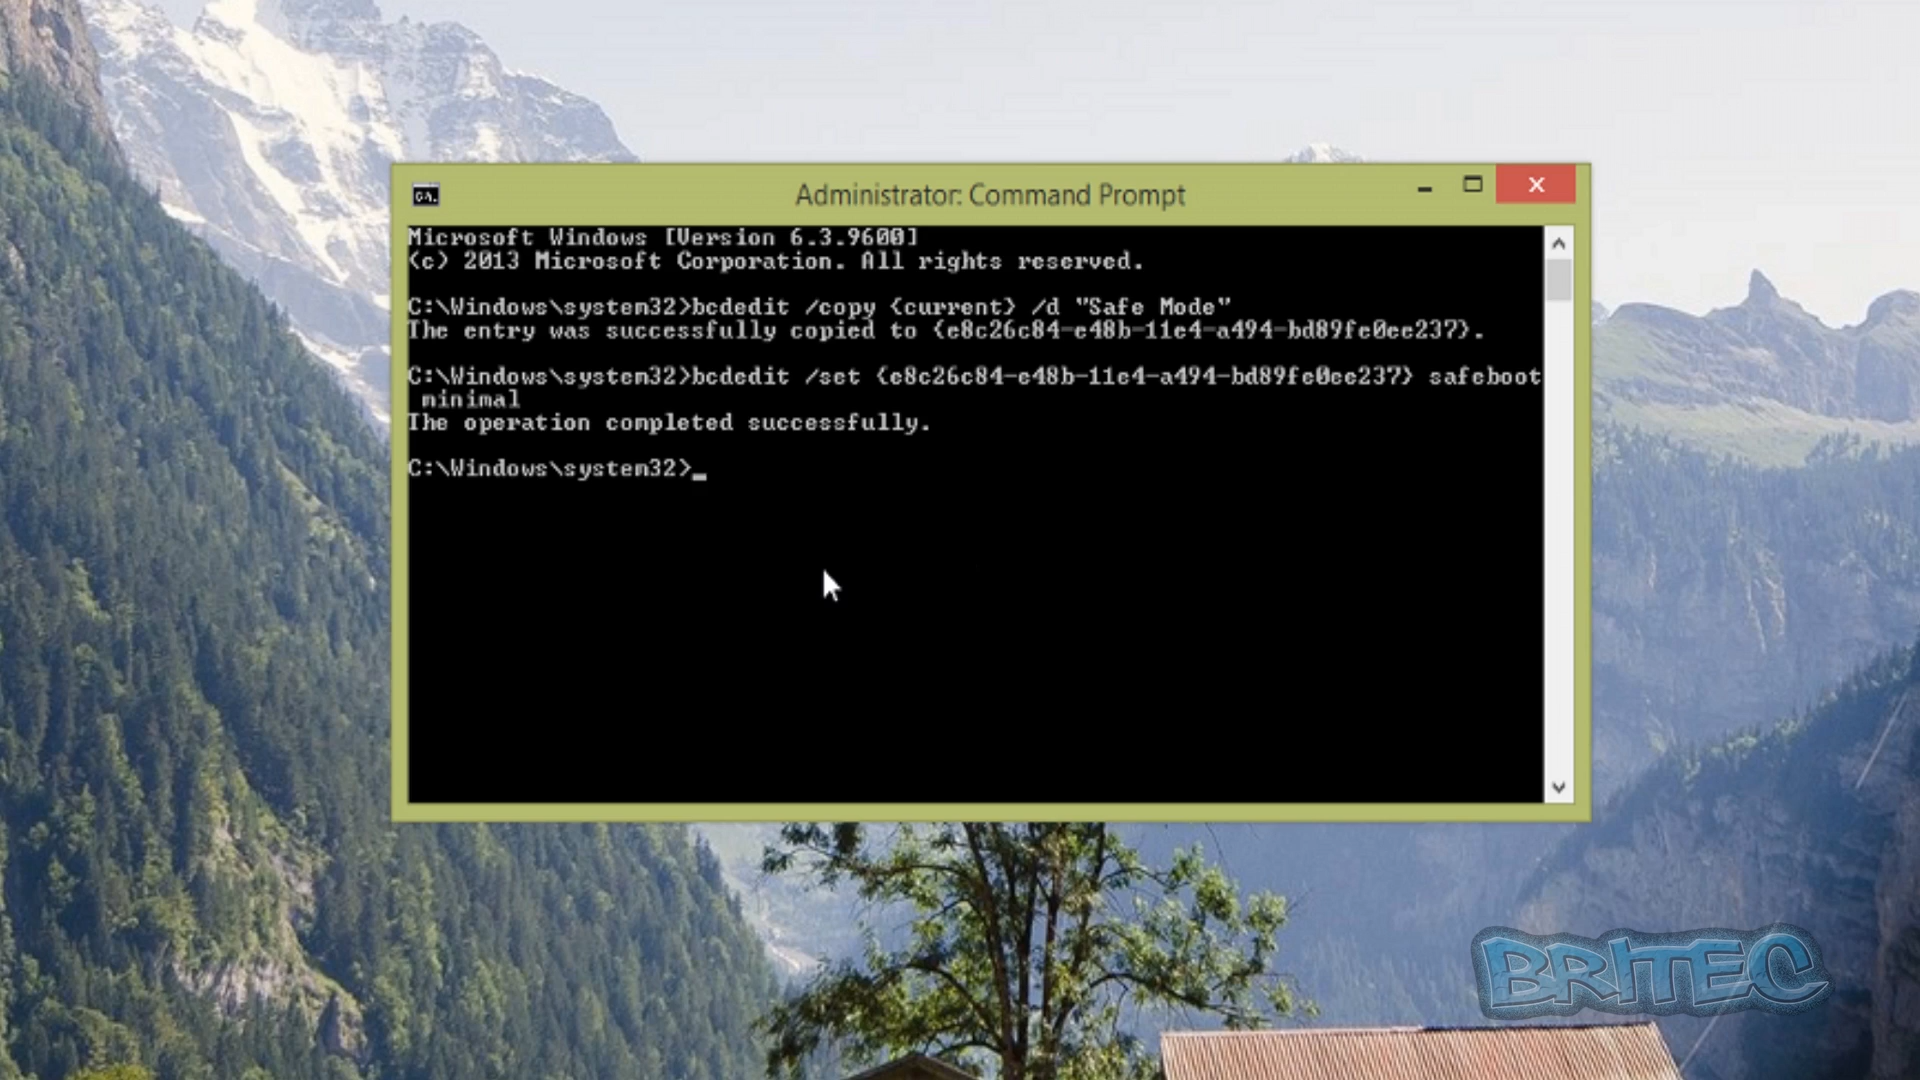 Administrator: Command Prompt
Microsoft Windows [Version 6.3.9600]
(c) 2013 Microsoft Corporation. All rights reserved.
C:\Windows\system32>bcdedit /copy {current} /d "Safe Mode"
The entry was successfully copied to {e8c26c84-e48b-11e4-a494-bd89fe0ee237}.
C:\Windows\system32>bcdedit /set {e8c26c84-e48b-11e4-a494-bd89fe0ee237} safeboot
minimal
The operation completed successfully.
C:\Windows\system32>_
BRITEC